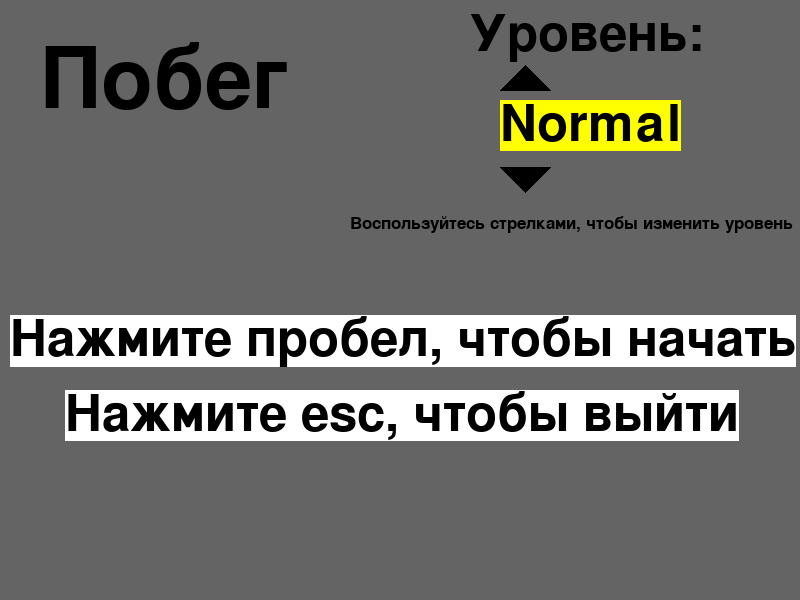 Побег
Уровень:
Normal
Воспользуйтесь стрелками, чтобы изменить уровень
Нажмите пробел, чтобы начать
Нажмите esc, чтобы выйти